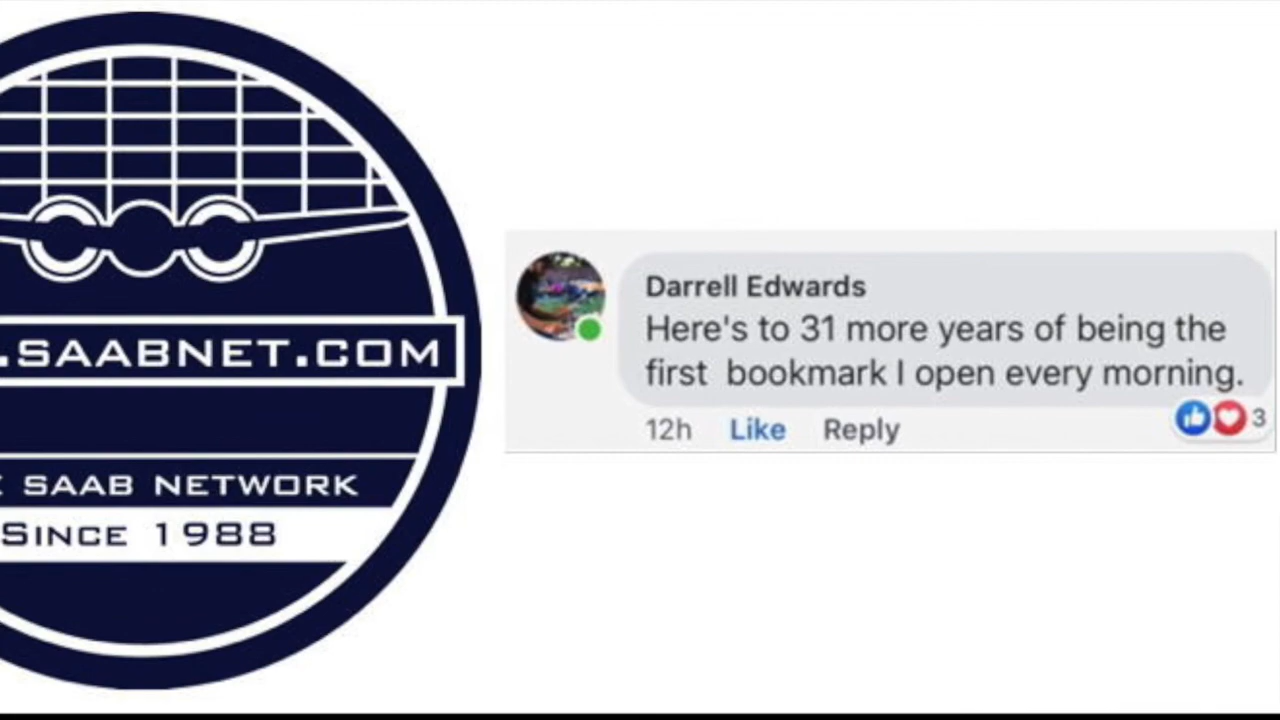 .SAABNET.COM
SAAB NETWORK
SINCE 1988
Darrell Edwards
Here's to 31 more years of being the
first bookmark I open every morning.
12h Like Reply 3